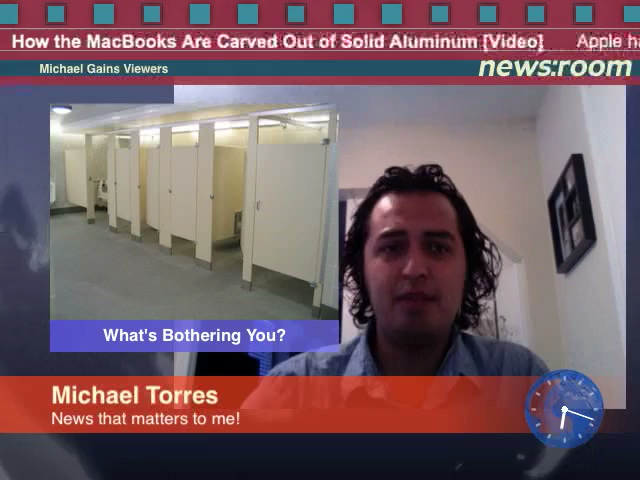 How the MacBooks Are Carved Out of Solid Aluminum [Video] Apple
Michael Gains Viewers
news:room
What's Bothering You?
Michael Torres
News that matters to me!